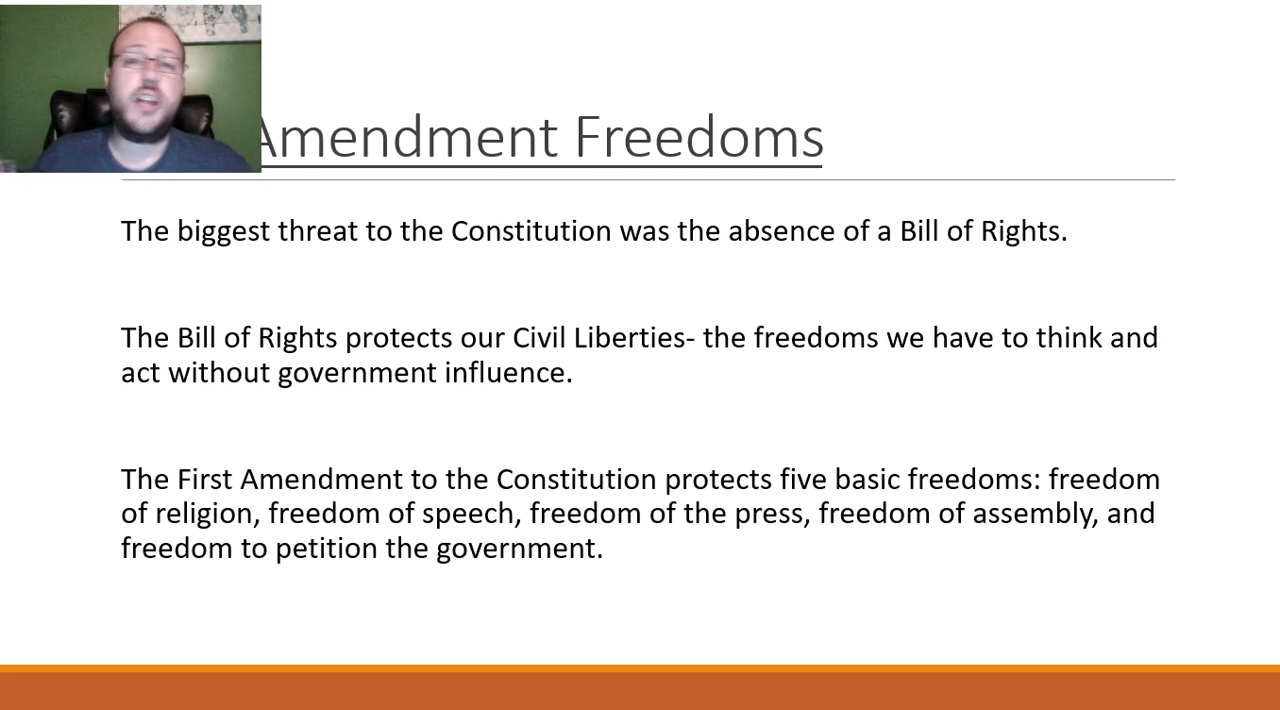 Amendment Freedoms
The biggest threat to the Constitution was the absence of a Bill of Rights.
The Bill of Rights protects our Civil Liberties- the freedoms we have to think and
act without government influence.
The First Amendment to the Constitution protects five basic freedoms: freedom
of religion, freedom of speech, freedom of the press, freedom of assembly, and
freedom to petition the government.